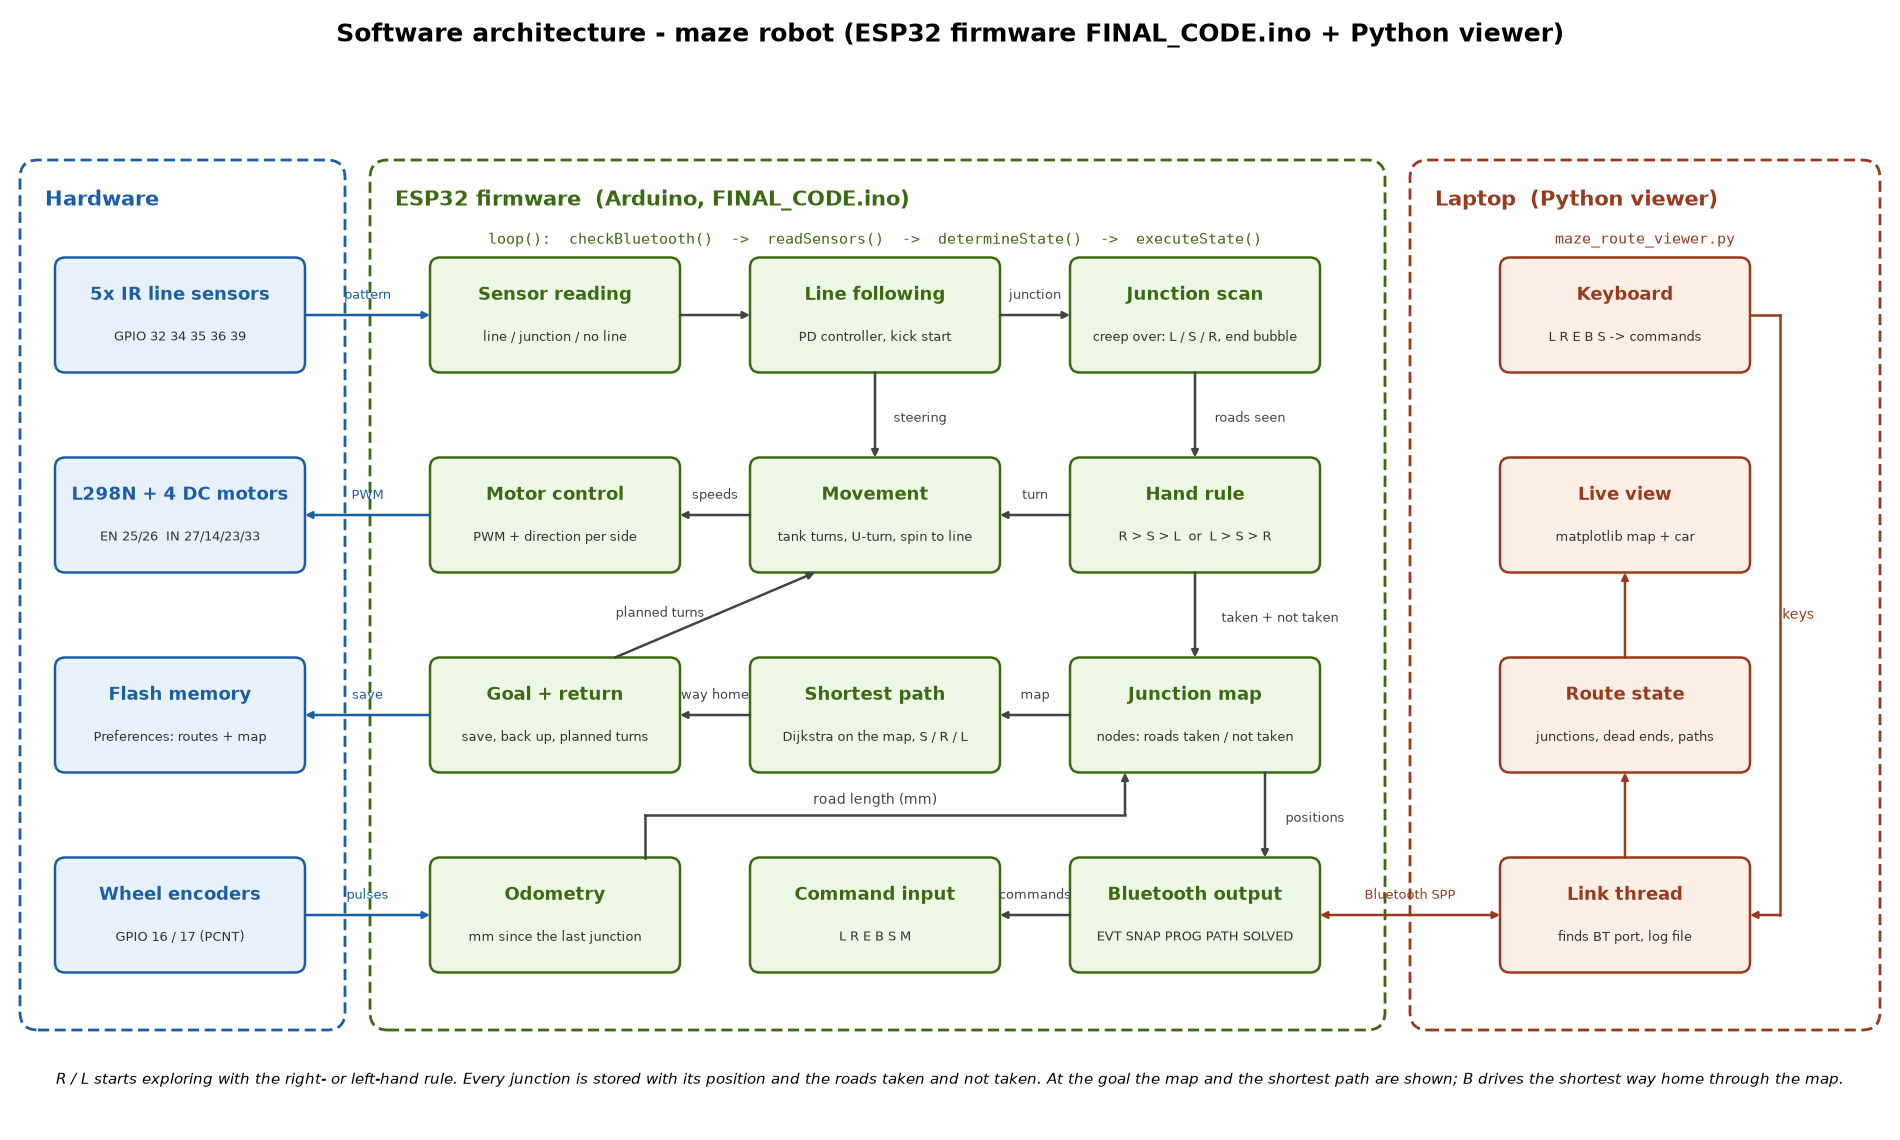 Software architecture - maze robot (ESP32 firmware FINAL_CODE.ino + Python viewer)
Hardware
ESP32 firmware (Arduino, FINAL_CODE.ino)
Laptop (Python viewer)
loop(): checkBluetooth() -> readSensors() -> determineState() -> executeState()
maze_route_viewer.py
5x IR line sensors
GPIO 32 34 35 36 39
pattern
Sensor reading
line / junction / no line
Line following
PD controller, kick start
junction
Junction scan
creep over: L / S / R, end bubble
Keyboard
L R E B S -> commands
steering
roads seen
L298N + 4 DC motors
EN 25/26 IN 27/14/23/33
PWM
Motor control
PWM + direction per side
speeds
Movement
tank turns, U-turn, spin to line
turn
Hand rule
R > S > L or L > S > R
Live view
matplotlib map + car
planned turns
taken + not taken
keys
Flash memory
Preferences: routes + map
save
Goal + return
save, back up, planned turns
way home
Shortest path
Dijkstra on the map, S / R / L
map
Junction map
nodes: roads taken / not taken
Route state
junctions, dead ends, paths
road length (mm)
positions
Wheel encoders
GPIO 16 / 17 (PCNT)
pulses
Odometry
mm since the last junction
Command input
L R E B S M
commands
Bluetooth output
EVT SNAP PROG PATH SOLVED
Bluetooth SPP
Link thread
finds BT port, log file
R / L starts exploring with the right- or left-hand rule. Every junction is stored with its position and the roads taken and not taken. At the goal the map and the shortest path are shown; B drives the shortest way home through the map.